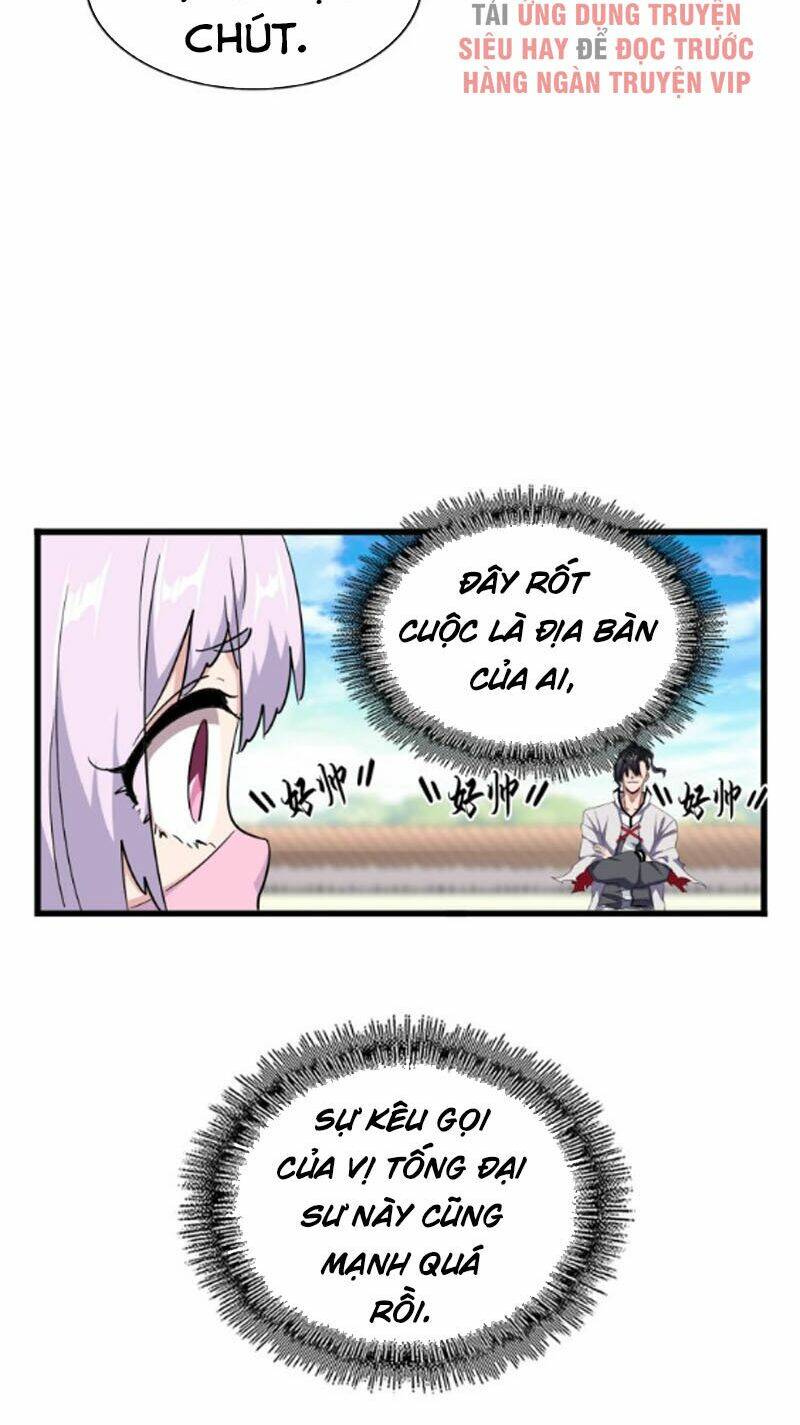 CHÚT.
TẢI ỨNG DỤNG TRUYỆN
SIÊU HAY ĐỂ ĐỌC TRƯỚC
HÀNG NGÀN TRUYỆN VIP
ĐÂY RỐT
CUỘC LÀ ĐỊA BÀN
CỦA AI,
好帅
好帅
好帅
SỰ KÊU GỌI
CỦA VỊ TỐNG ĐẠI
SƯ NÀY CŨNG
MẠNH QUÁ
RỒI.